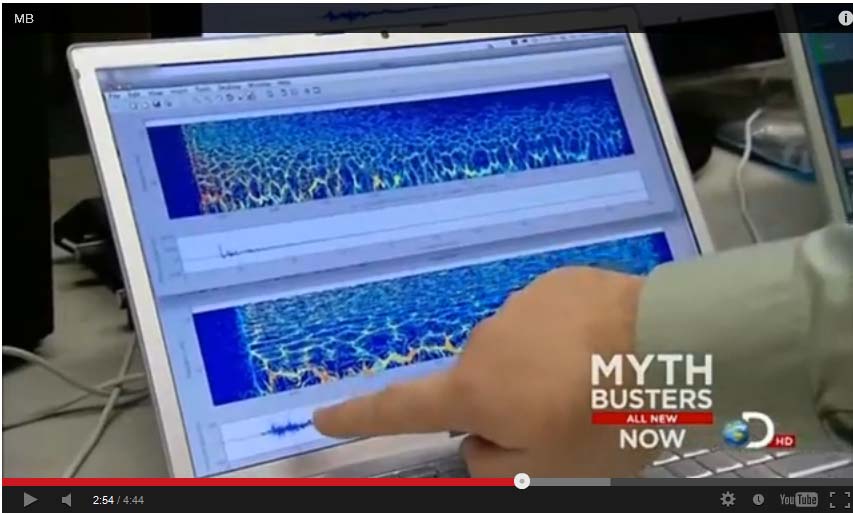 MB
MYTH
BUSTERS
ALL NEW
NOW
D HD
2:54 / 4:44
YouTube